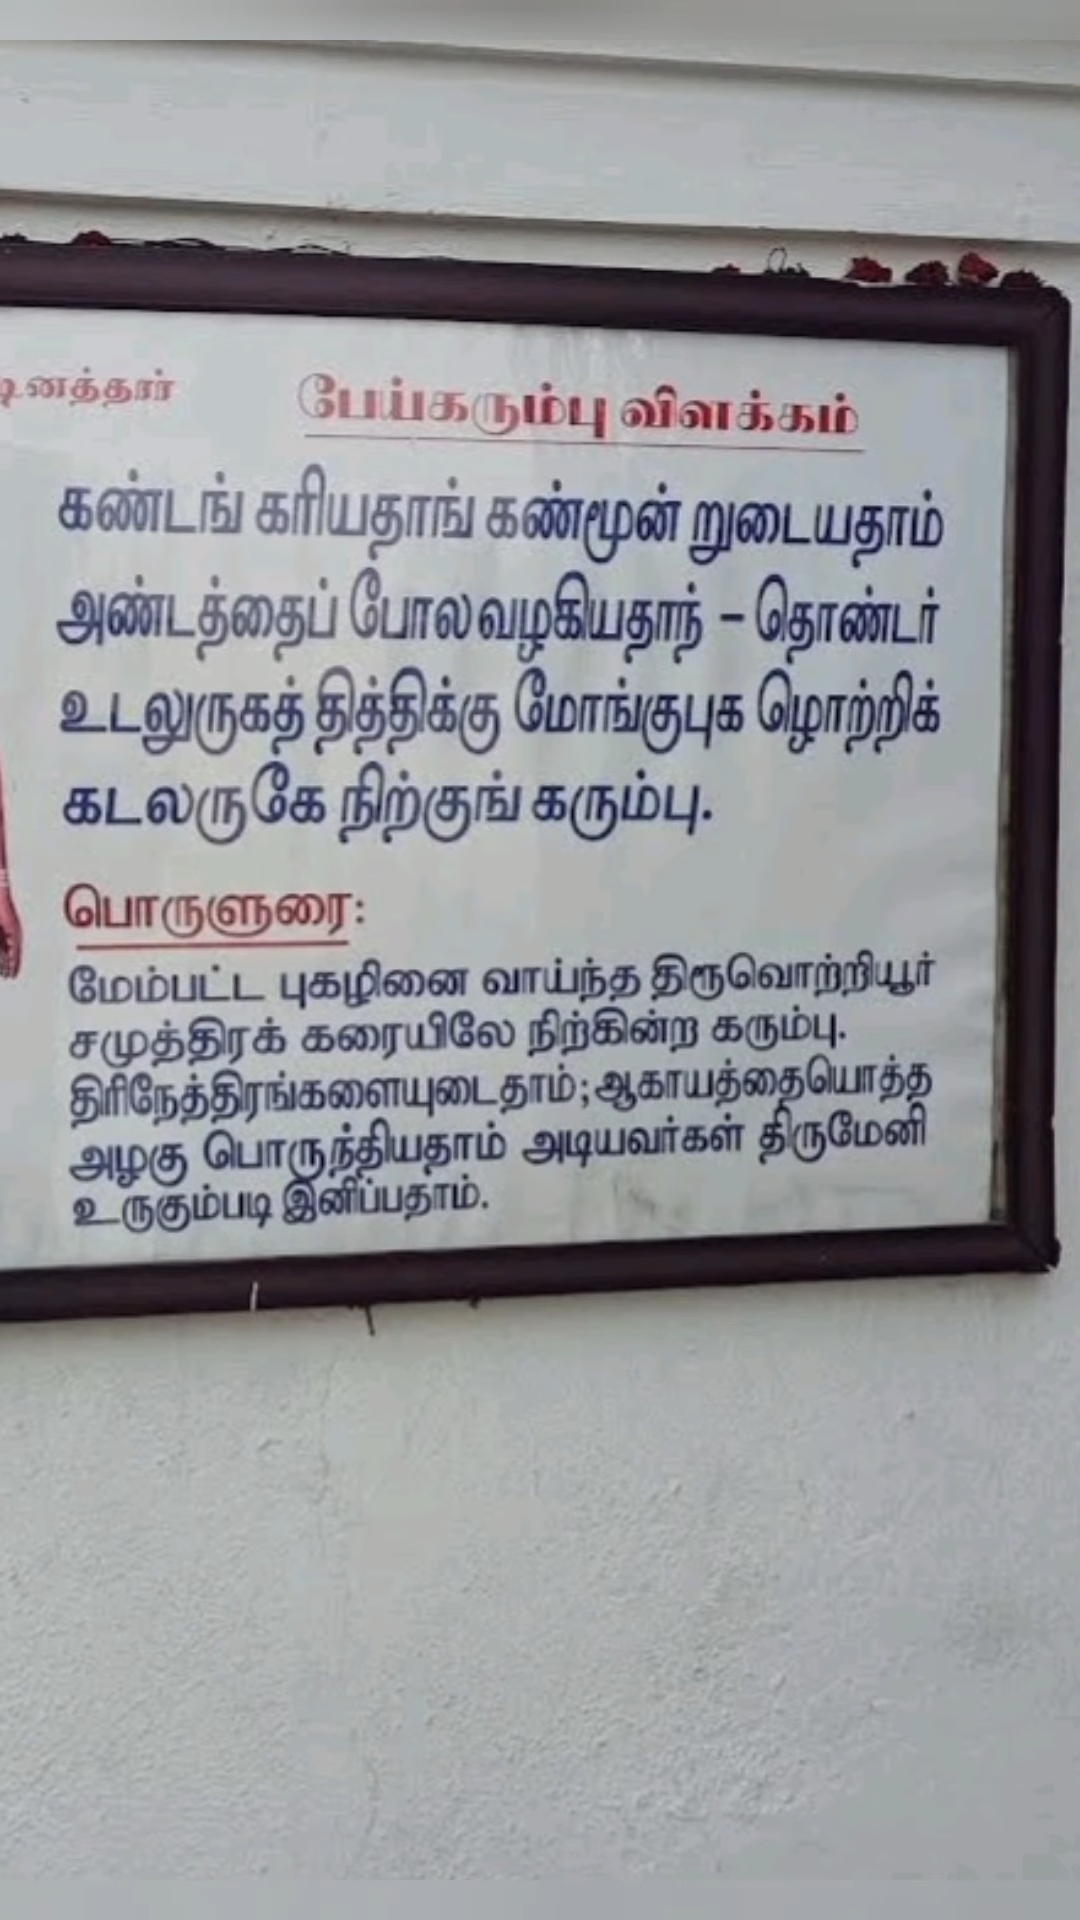 டினத்தார்
பேய்கரும்பு விளக்கம்
கண்டங் கரியதாங் கண்மூன் றுடையதாம்
அண்டத்தைப் போலவழகியதாந் – தொண்டர்
உடலுருகத் தித்திக்கு மோங்குபுக ழொற்றிக்
கடலருகே நிற்குங் கரும்பு.
பொருளுரை:
மேம்பட்ட புகழினை வாய்ந்த திருவொற்றியூர்
சமுத்திரக் கரையிலே நிற்கின்ற கரும்பு.
திரிநேத்திரங்களையுடைதாம்; ஆகாயத்தையொத்த
அழகு பொருந்தியதாம் அடியவர்கள் திருமேனி
உருகும்படி இனிப்பதாம்.